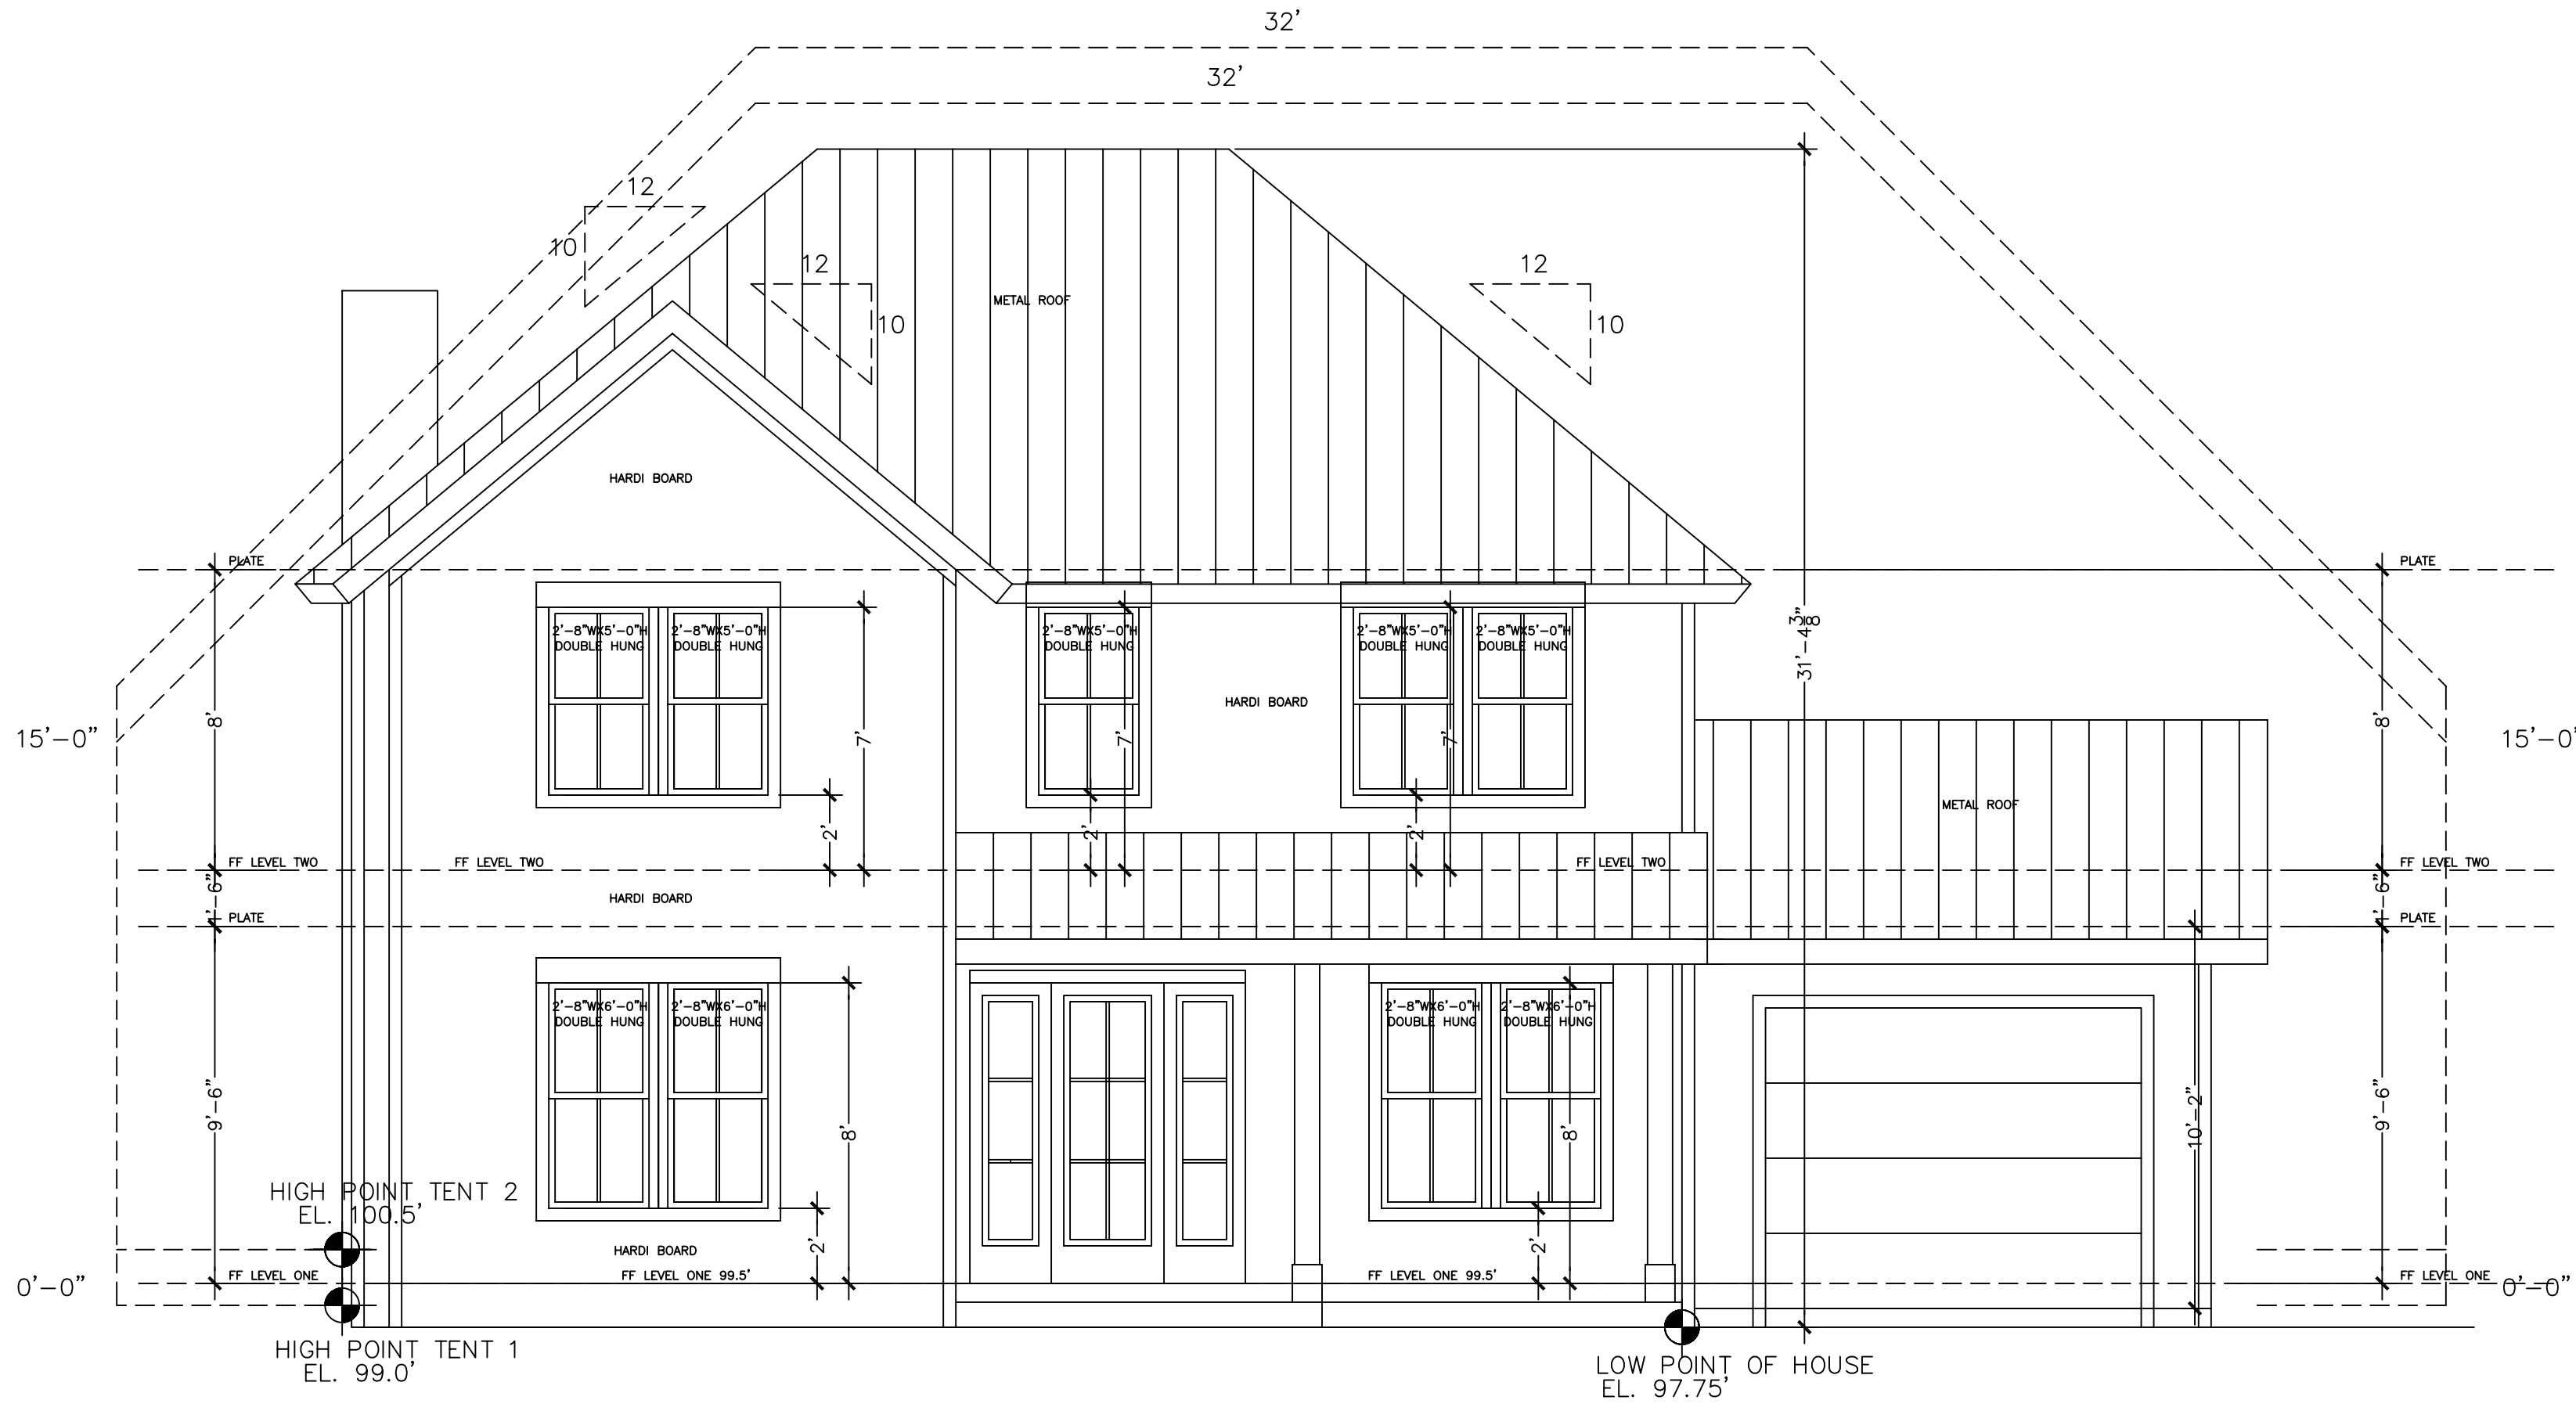 32'
32'
12
10
12
10
12
10
METAL ROOF
HARDI BOARD
PLATE
PLATE
2'-8"WX5'-0"H
DOUBLE HUNG
2'-8"WX5'-0"H
DOUBLE HUNG
2'-8"WX5'-0"H
DOUBLE HUNG
2'-8"WX5'-0"H
DOUBLE HUNG
2'-8"WX5'-0"H
DOUBLE HUNG
31'-4 3/8"
HARDI BOARD
8'
7'
7'
7'
8'
15'-0"
15'-0"
METAL ROOF
2'
2'
2'
FF LEVEL TWO
FF LEVEL TWO
FF LEVEL TWO
FF LEVEL TWO
1'-6"
HARDI BOARD
1'-6"
PLATE
PLATE
2'-8"WX6'-0"H
DOUBLE HUNG
2'-8"WX6'-0"H
DOUBLE HUNG
2'-8"WX6'-0"H
DOUBLE HUNG
2'-8"WX6'-0"H
DOUBLE HUNG
9'-6"
8'
8'
10'-2"
9'-6"
HIGH POINT TENT 2
EL. 100.5'
HARDI BOARD
2'
2'
FF LEVEL ONE
FF LEVEL ONE 99.5'
FF LEVEL ONE 99.5'
FF LEVEL ONE
0'-0"
0'-0"
HIGH POINT TENT 1
EL. 99.0'
LOW POINT OF HOUSE
EL. 97.75'